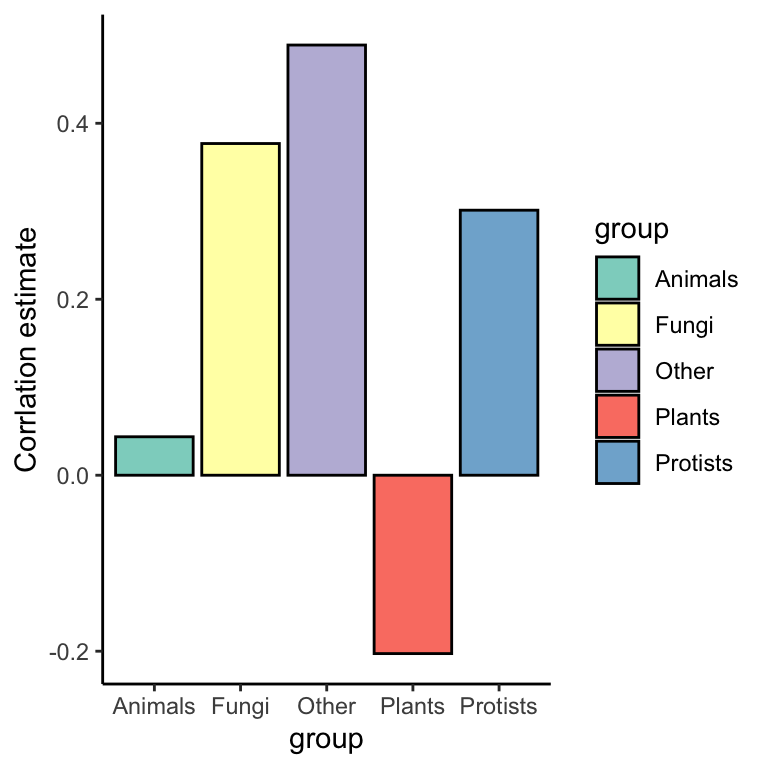 Corrlation estimate
0.4
0.2
0.0
-0.2
Animals Fungi Other Plants Protists
group
group
Animals
Fungi
Other
Plants
Protists